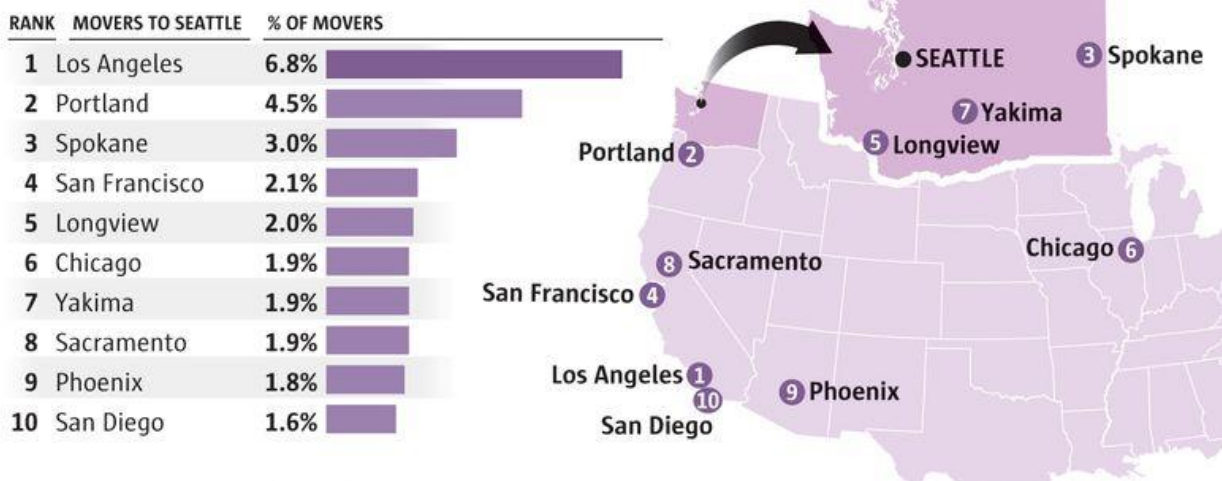 RANK MOVERS TO SEATTLE % OF MOVERS
1 Los Angeles 6.8%
2 Portland 4.5%
3 Spokane 3.0%
4 San Francisco 2.1%
5 Longview 2.0%
6 Chicago 1.9%
7 Yakima 1.9%
8 Sacramento 1.9%
9 Phoenix 1.8%
10 San Diego 1.6%
SEATTLE
3 Spokane
7 Yakima
5 Longview
Portland 2
Chicago 6
8 Sacramento
San Francisco 4
Los Angeles 1
9 Phoenix
10
San Diego